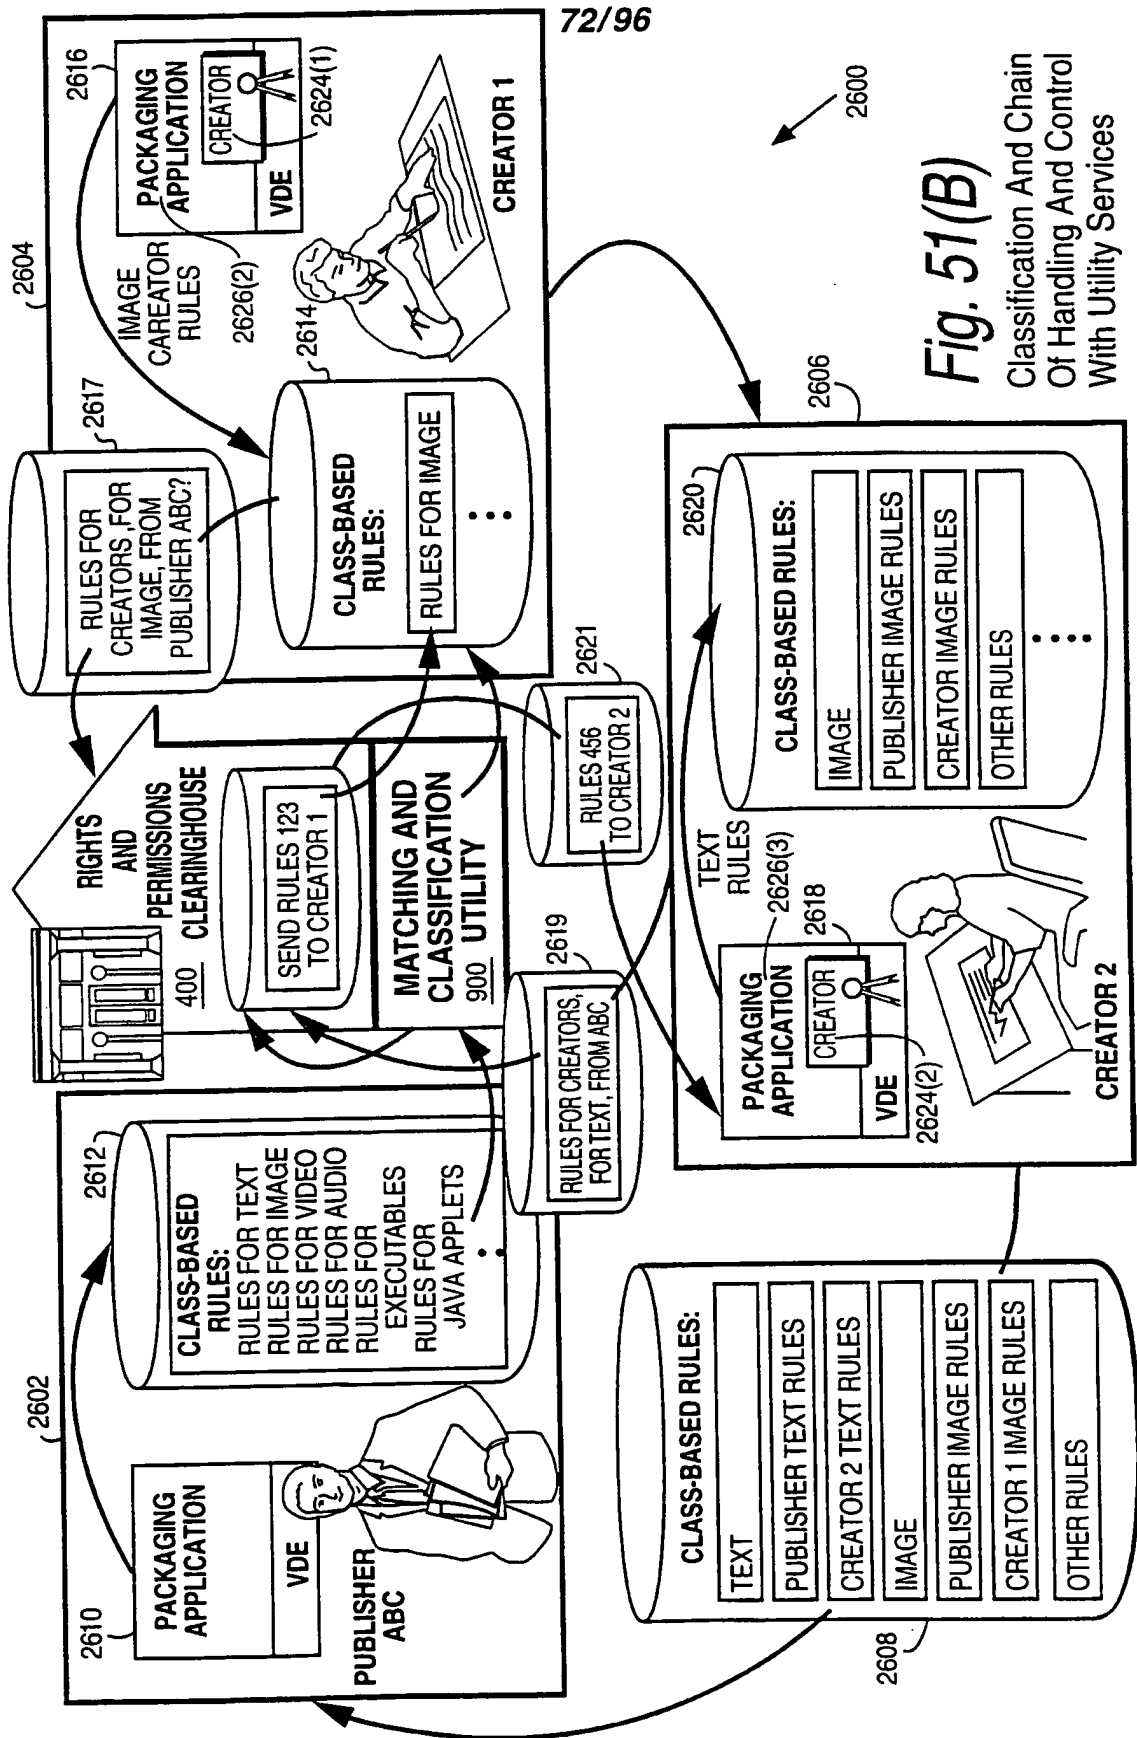 72/96
2602
2610
PACKAGING
APPLICATION
VDE
PUBLISHER
ABC
2612
CLASS-BASED
RULES:
RULES FOR TEXT
RULES FOR IMAGE
RULES FOR VIDEO
RULES FOR AUDIO
RULES FOR
EXECUTABLES
RULES FOR
JAVA APPLETS
RIGHTS
AND
PERMISSIONS
CLEARINGHOUSE
400
SEND RULES 123
TO CREATOR 1
MATCHING AND
CLASSIFICATION
UTILITY
900
2617
RULES FOR
CREATORS ,FOR
IMAGE, FROM
PUBLISHER ABC?
2604
2616
PACKAGING
APPLICATION
CREATOR
VDE
2624(1)
IMAGE
CAREATOR
RULES
2626(2)
2614
CLASS-BASED
RULES:
RULES FOR IMAGE
CREATOR 1
2619
RULES FOR CREATORS,
FOR TEXT, FROM ABC
2621
RULES 456
TO CREATOR 2
2606
PACKAGING
APPLICATION
CREATOR
VDE
2624(2)
2618
2626(3)
TEXT
RULES
CREATOR 2
2620
CLASS-BASED RULES:
IMAGE
PUBLISHER IMAGE RULES
CREATOR IMAGE RULES
OTHER RULES
2608
CLASS-BASED RULES:
TEXT
PUBLISHER TEXT RULES
CREATOR 2 TEXT RULES
IMAGE
PUBLISHER IMAGE RULES
CREATOR 1 IMAGE RULES
OTHER RULES
2600
Fig. 51(B)
Classification And Chain
Of Handling And Control
With Utility Services